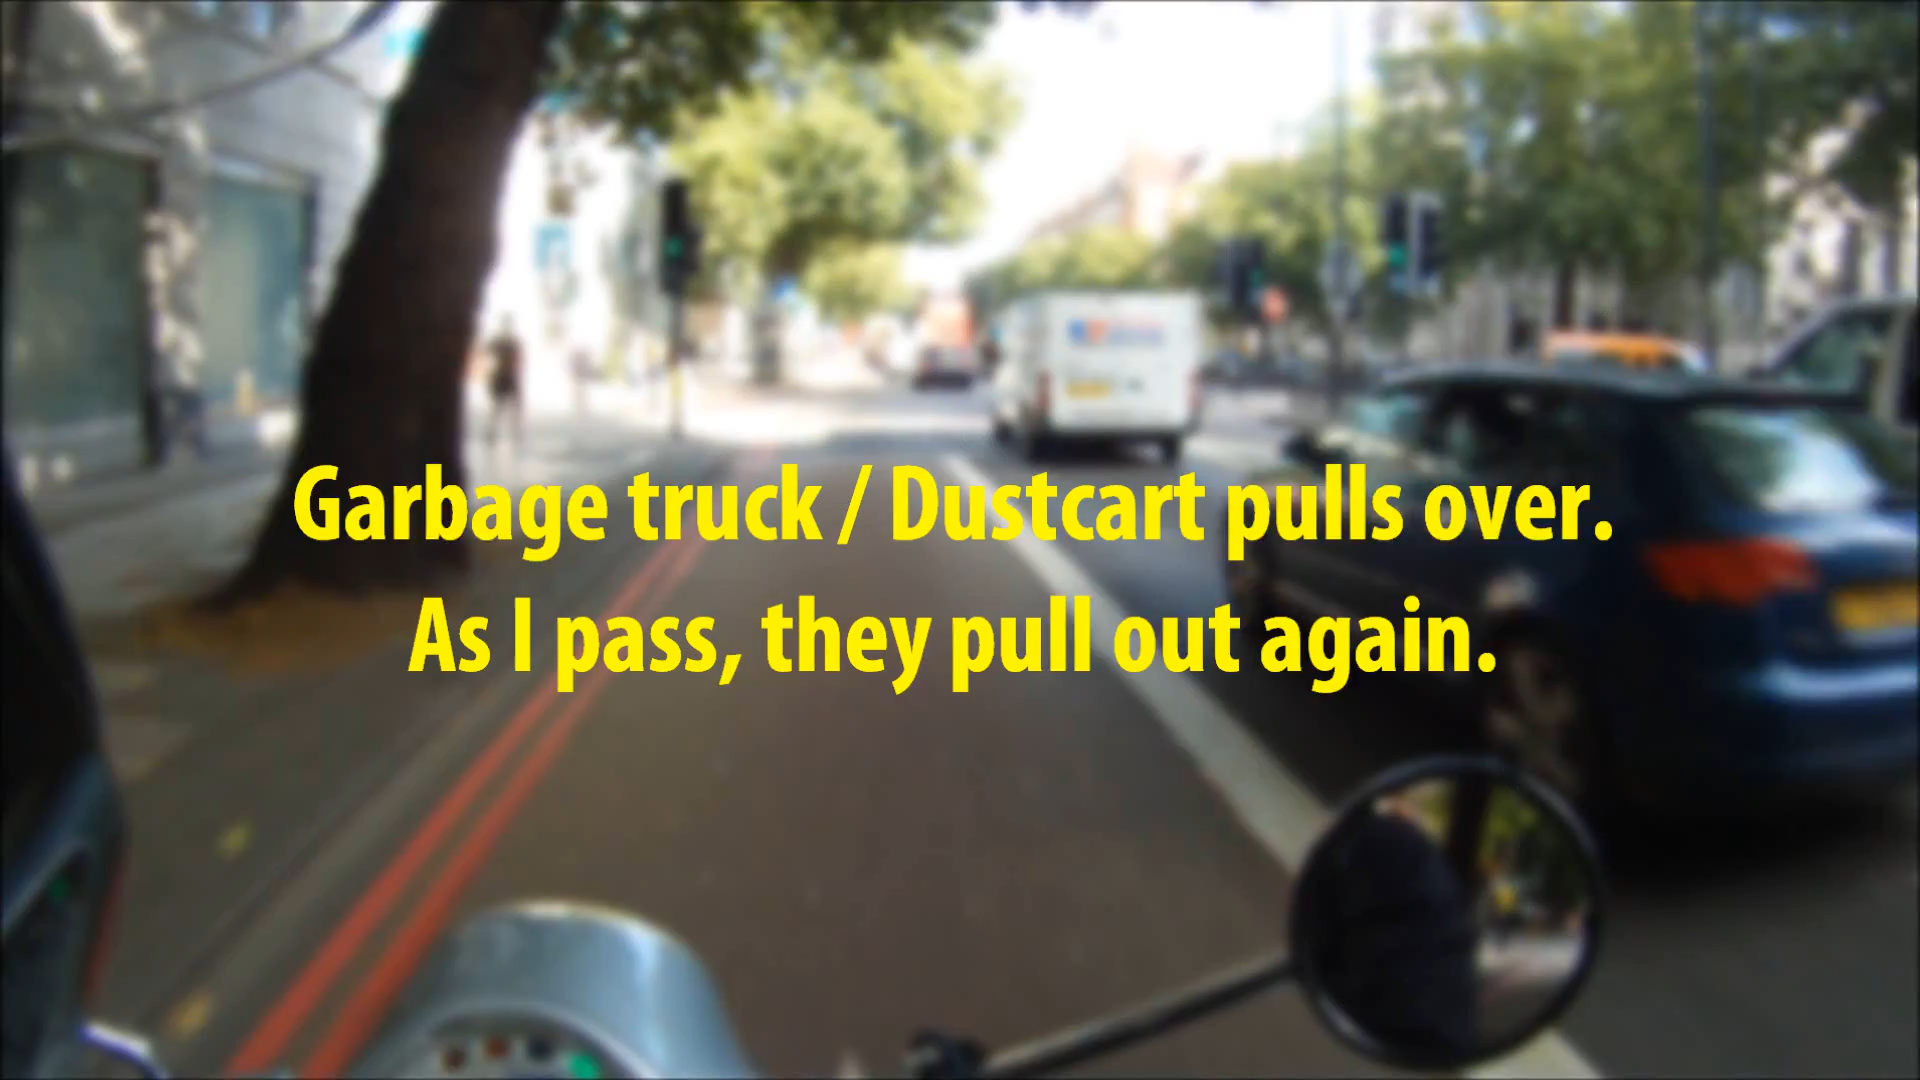 Garbage truck / Dustcart pulls over.
As I pass, they pull out again.